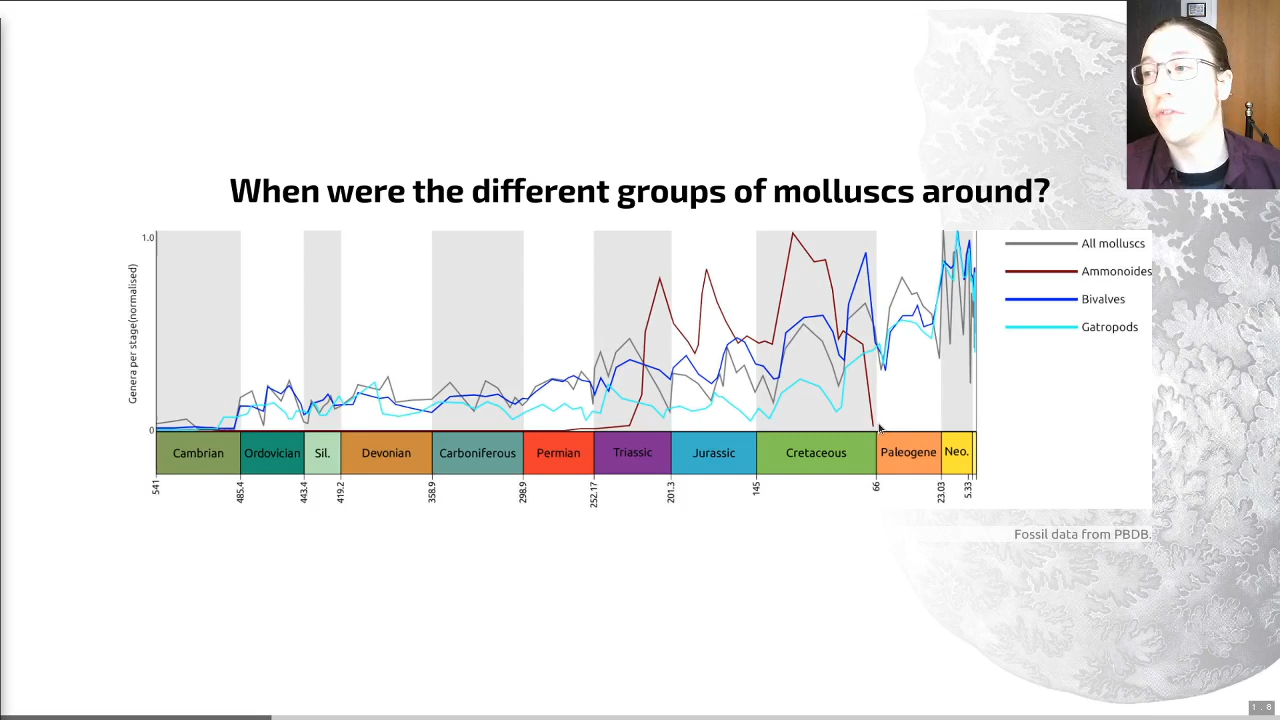 When were the different groups of molluscs around?
1.0
Genera per stage(normalised)
0
All molluscs
Ammonoides
Bivalves
Gatropods
Cambrian Ordovician Sil. Devonian Carboniferous Permian Triassic Jurassic Cretaceous Paleogene Neo.
541 485.4 443.4 419.2 358.9 298.9 252.17 201.3 145 66 23.03 5.33
Fossil data from PBDB.
1 . 8